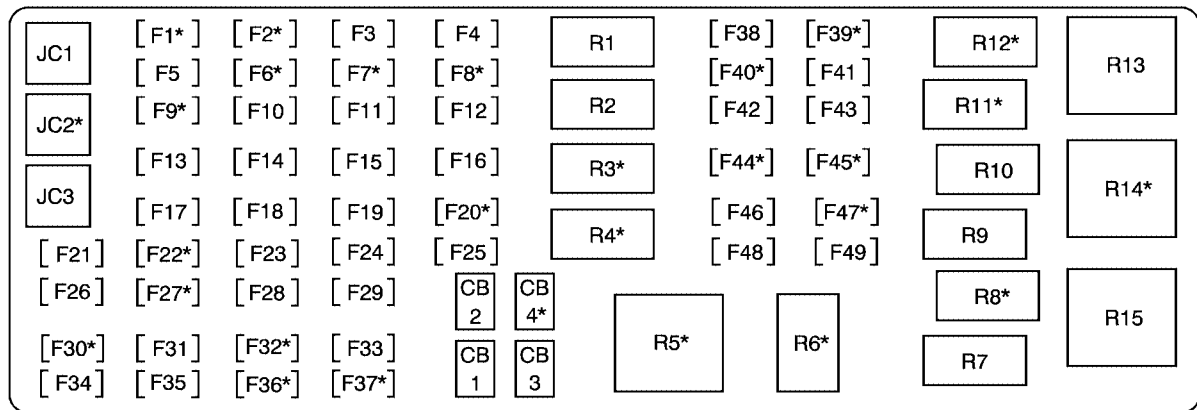 JC1 [F1*] [F2*] [F3] [F4] R1 [F38] [F39*] R12* R13
[F5] [F6*] [F7*] [F8*] [F40*] [F41]
JC2* [F9*] [F10] [F11] [F12] R2 [F42] [F43] R11*
JC3 [F13] [F14] [F15] [F16] R3* [F44*] [F45*] R10 R14*
[F17] [F18] [F19] [F20*] R4* [F46] [F47*] R9
[F21] [F22*] [F23] [F24] [F25] [F48] [F49]
[F26] [F27*] [F28] [F29] CB 2 CB 4* R8* R15
[F30*] [F31] [F32*] [F33] CB 1 CB 3 R5* R6* R7
[F34] [F35] [F36*] [F37*]